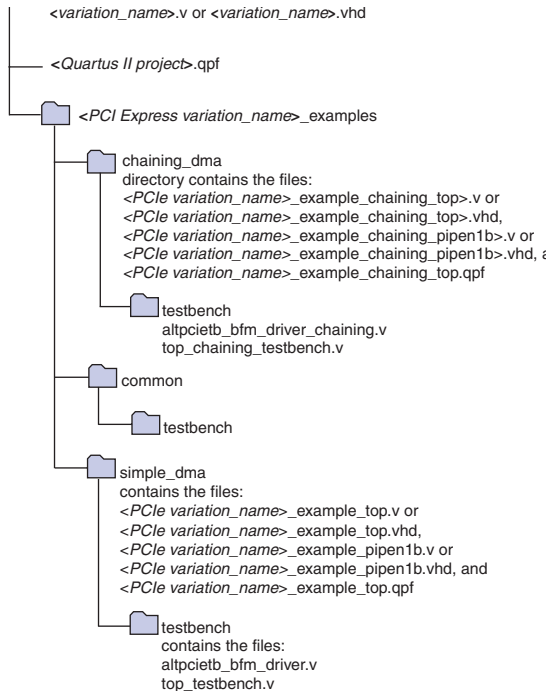 <variation_name>.v or <variation_name>.vhd
<Quartus II project>.qpf
<PCI Express variation_name>_examples
chaining_dma
directory contains the files:
<PCIe variation_name>_example_chaining_top>.v or
<PCIe variation_name>_example_chaining_top>.vhd,
<PCIe variation_name>_example_chaining_pipen1b>.v or
<PCIe variation_name>_example_chaining_pipen1b>.vhd, a
<PCIe variation_name>_example_chaining_top.qpf
testbench
altpcietb_bfm_driver_chaining.v
top_chaining_testbench.v
common
testbench
simple_dma
contains the files:
<PCIe variation_name>_example_top.v or
<PCIe variation_name>_example_top.vhd,
<PCIe variation_name>_example_pipen1b.v or
<PCIe variation_name>_example_pipen1b.vhd, and
<PCIe variation_name>_example_top.qpf
testbench
contains the files:
altpcietb_bfm_driver.v
top_testbench.v